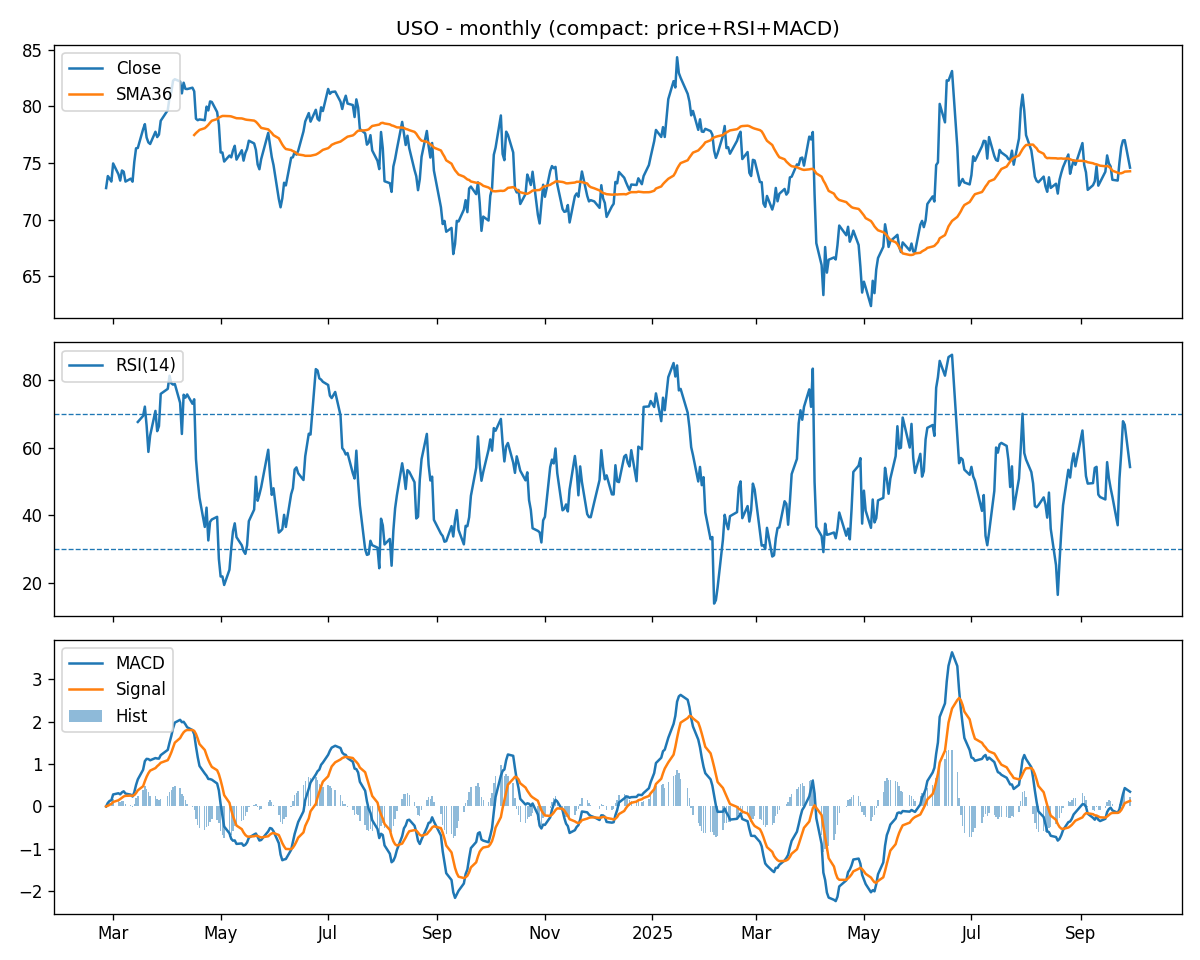 USO - monthly (compact: price+RSI+MACD)
85
80
75
70
65
Close
SMA36
80
60
40
20
RSI(14)
3
2
1
0
−1
−2
MACD
Signal
Hist
Mar
May
Jul
Sep
Nov
2025
Mar
May
Jul
Sep